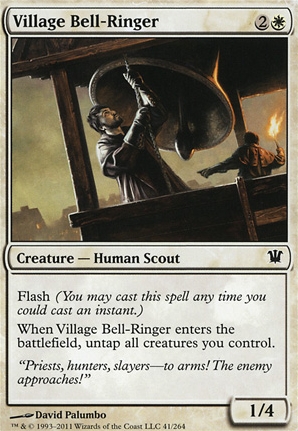 Village Bell-Ringer 2
Creature — Human Scout
Flash (You may cast this spell any time you
could cast an instant.)
When Village Bell-Ringer enters the
battlefield, untap all creatures you control.
“Priests, hunters, slayers—to arms! The enemy
approaches!”
1/4
David Palumbo
™ & © 1993–2011 Wizards of the Coast LLC 41/264